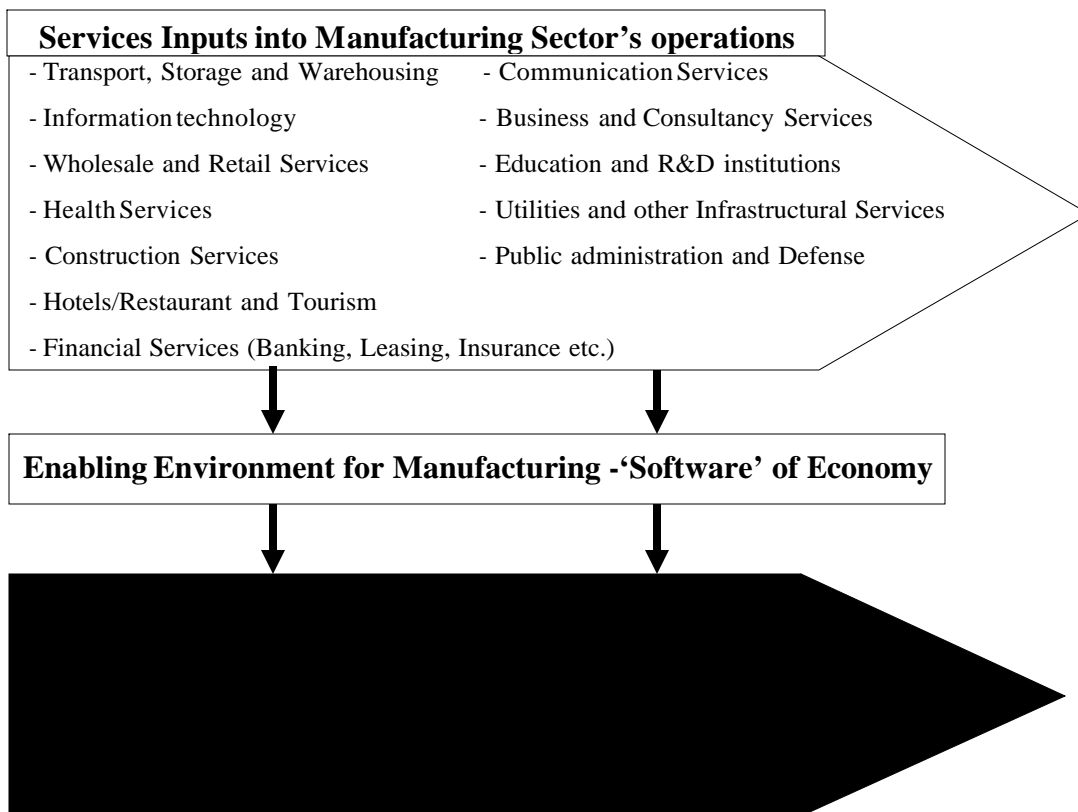 Services Inputs into Manufacturing Sector’s operations
- Transport, Storage and Warehousing - Communication Services
- Information technology - Business and Consultancy Services
- Wholesale and Retail Services - Education and R&D institutions
- Health Services - Utilities and other Infrastructural Services
- Construction Services - Public administration and Defense
- Hotels/Restaurant and Tourism
- Financial Services (Banking, Leasing, Insurance etc.)
Enabling Environment for Manufacturing -‘Software’ of Economy